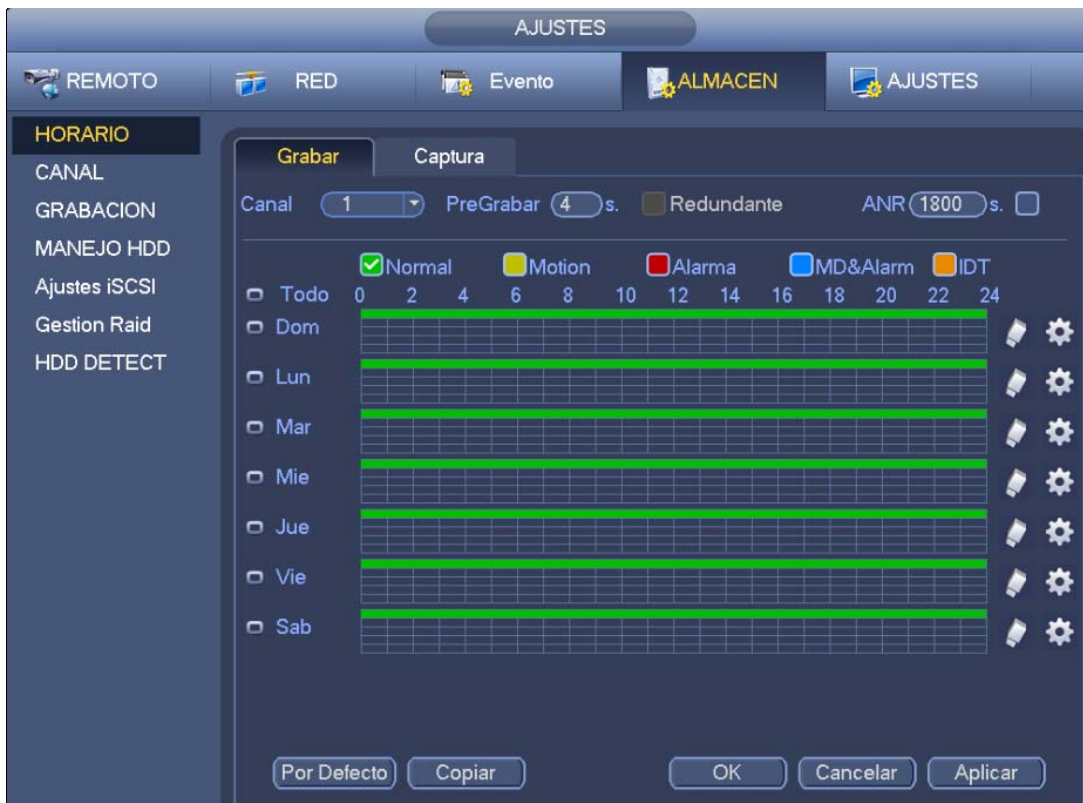 AJUSTES
REMOTO RED Evento ALMACEN AJUSTES
HORARIO
CANAL
GRABACION
MANEJO HDD
Ajustes iSCSI
Gestion Raid
HDD DETECT
Grabar Captura
Canal 1 PreGrabar 4 s. Redundante ANR 1800 s.
Normal Motion Alarma MD&Alarm IDT
Todo 0 2 4 6 8 10 12 14 16 18 20 22 24
Dom
Lun
Mar
Mie
Jue
Vie
Sab
Por Defecto Copiar OK Cancelar Aplicar